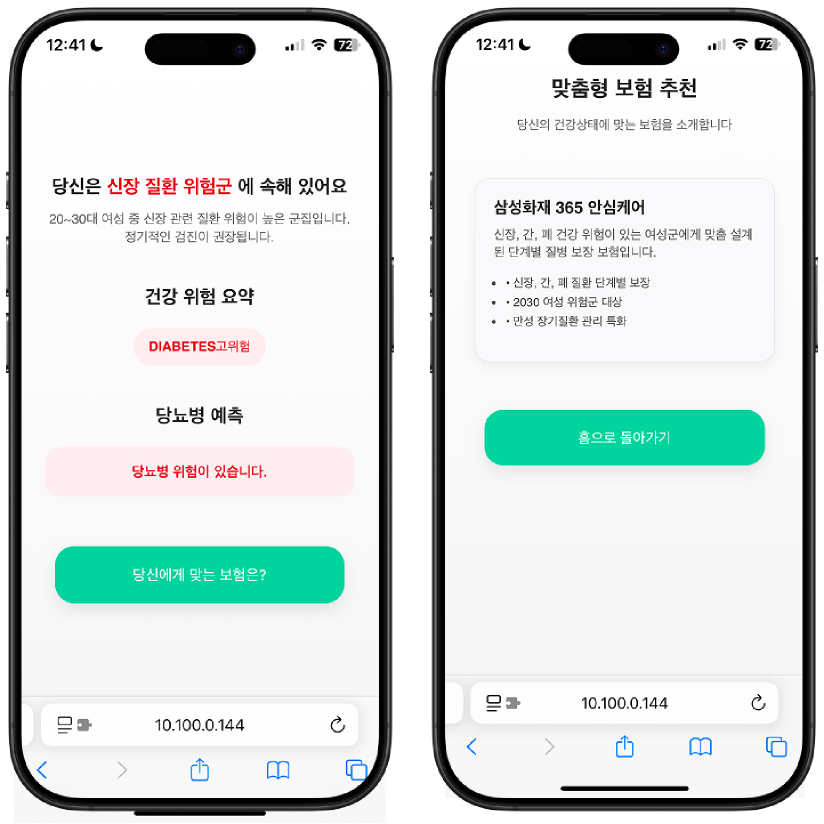 12:41
72
당신은 신장 질환 위험군 에 속해 있어요
20~30대 여성 중 신장 관련 질환 위험이 높은 군집입니다.
정기적인 검진이 권장됩니다.
건강 위험 요약
DIABETES고위험
당뇨병 예측
당뇨병 위험이 있습니다.
당신에게 맞는 보험은?
10.100.0.144
12:41
72
맞춤형 보험 추천
당신의 건강상태에 맞는 보험을 소개합니다
삼성화재 365 안심케어
신장, 간, 폐 건강 위험이 있는 여성군에게 맞춤 설계
된 단계별 질병 보장 보험입니다.
• • 신장, 간, 폐 질환 단계별 보장
• • 2030 여성 위험군 대상
• • 만성 장기질환 관리 특화
홈으로 돌아가기
10.100.0.144